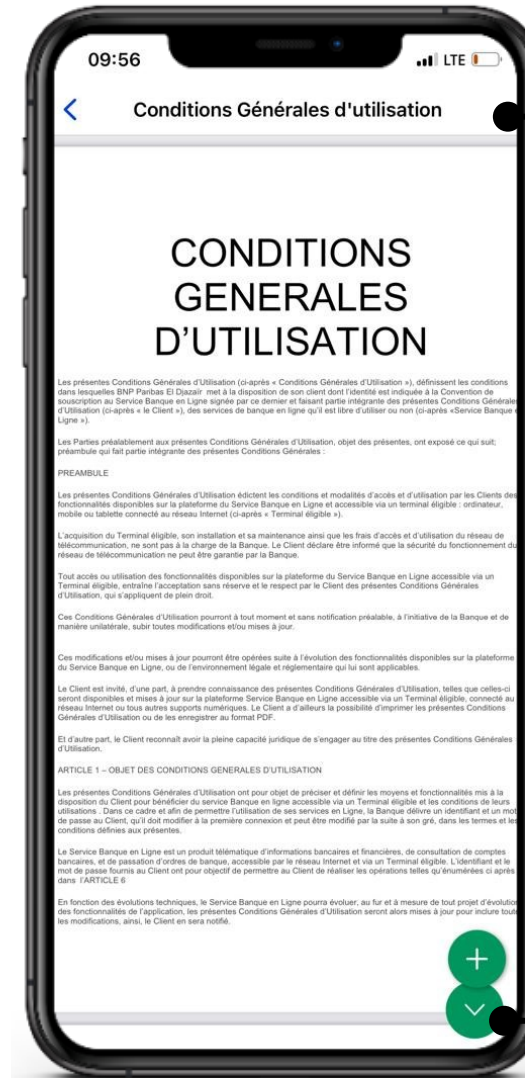 09:56
LTE
Conditions Générales d'utilisation
CONDITIONS
GENERALES
D'UTILISATION
Les présentes Conditions Générales d'Utilisation (ci-après « Conditions Générales d'Utilisation »), définissent les conditions
dans lesquelles BNP Paribas El Djazaïr met à la disposition de son client dont l'identité est indiquée à la Convention de
souscription au Service Banque en Ligne signée par ce dernier et faisant partie intégrante des présentes Conditions Générales
d'Utilisation (ci-après « le Client »), des services de banque en ligne qu'il est libre d'utiliser ou non (ci-après «Service Banque
Ligne »).
Les Parties préalablement aux présentes Conditions Générales d'Utilisation, objet des présentes, ont exposé ce qui suit;
préambule qui fait partie intégrante des présentes Conditions Générales :
PREAMBULE
Les présentes Conditions Générales d'Utilisation édictent les conditions et modalités d'accès et d'utilisation par les Clients des
fonctionnalités disponibles sur la plateforme du Service Banque en Ligne et accessible via un terminal éligible : ordinateur,
mobile ou tablette connecté au réseau Internet (ci-après « Terminal éligible »).
L'acquisition du Terminal éligible, son installation et sa maintenance ainsi que les frais d'accès et d'utilisation du réseau de
télécommunication, ne sont pas à la charge de la Banque. Le Client déclare être informé que la sécurité du fonctionnement du
réseau de télécommunication ne peut être garantie par la Banque.
Tout accès ou utilisation des fonctionnalités disponibles sur la plateforme du Service Banque en Ligne accessible via un
Terminal éligible, entraîne l'acceptation sans réserve et le respect par le Client des présentes Conditions Générales
d'Utilisation, qui s'appliquent de plein droit.
Ces Conditions Générales d'Utilisation pourront à tout moment et sans notification préalable, à l'initiative de la Banque et de
manière unilatérale, subir toutes modifications et/ou mises à jour.
Ces modifications et/ou mises à jour pourront être opérées suite à l'évolution des fonctionnalités disponibles sur la plateforme
du Service Banque en Ligne, ou de l'environnement légale et réglementaire qui lui sont applicables.
Le Client est invité, d'une part, à prendre connaissance des présentes Conditions Générales d'Utilisation, telles que celles-ci
seront disponibles et mises à jour sur la plateforme Service Banque en Ligne accessible via un Terminal éligible, connecté au
réseau Internet ou tous autres supports numériques. Le Client a d'ailleurs la possibilité d'imprimer les présentes Conditions
Générales d'Utilisation ou de les enregistrer au format PDF.
Et d'autre part, le Client reconnaît avoir la pleine capacité juridique de s'engager au titre des présentes Conditions Générales
d'Utilisation.
ARTICLE 1 – OBJET DES CONDITIONS GENERALES D'UTILISATION
Les présentes Conditions Générales d'Utilisation ont pour objet de préciser et définir les moyens et fonctionnalités mis à la
disposition du Client pour bénéficier du service Banque en ligne accessible via un Terminal éligible et les conditions de leurs
utilisations . Dans ce cadre et afin de permettre l'utilisation de ses services en Ligne, la Banque délivre un identifiant et un mot
de passe au Client, qu'il doit modifier à la première connexion et peut être modifié par la suite à son gré, dans les termes et les
conditions définies aux présentes.
Le Service Banque en Ligne est un produit télématique d'informations bancaires et financières, de consultation de comptes
bancaires, et de passation d'ordres de banque, accessible par le réseau Internet et via un Terminal éligible. L'identifiant et le
mot de passe fournis au Client ont pour objectif de permettre au Client de réaliser les opérations telles qu'énumérées ci après
dans l'ARTICLE 6
En fonction des évolutions techniques, le Service Banque en Ligne pourra évoluer, au fur et à mesure de tout projet d'évolution
des fonctionnalités de l'application, les présentes Conditions Générales d'Utilisation seront alors mises à jour pour inclure
les modifications, ainsi, le Client en sera notifié.